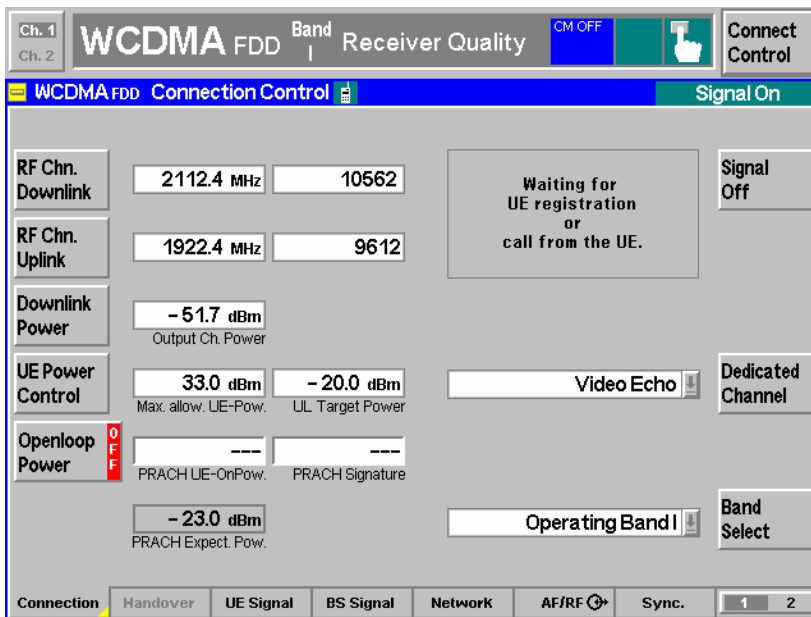 Ch. 1
Ch. 2
WCDMA FDD Band I Receiver Quality
CM OFF
Connect Control
WCDMA FDD Connection Control
Signal On
RF Chn. Downlink
2112.4 MHz
10562
Waiting for
UE registration
or
call from the UE.
Signal Off
RF Chn. Uplink
1922.4 MHz
9612
Downlink Power
-51.7 dBm
Output Ch. Power
UE Power Control
33.0 dBm
-20.0 dBm
Max. allow. UE-Pow.
UL Target Power
Video Echo
Dedicated Channel
Openloop Power
OFF
---
---
PRACH UE-OnPow.
PRACH Signature
-23.0 dBm
PRACH Expect. Pow.
Operating Band I
Band Select
Connection
Handover
UE Signal
BS Signal
Network
AF/RF
Sync.
1 2